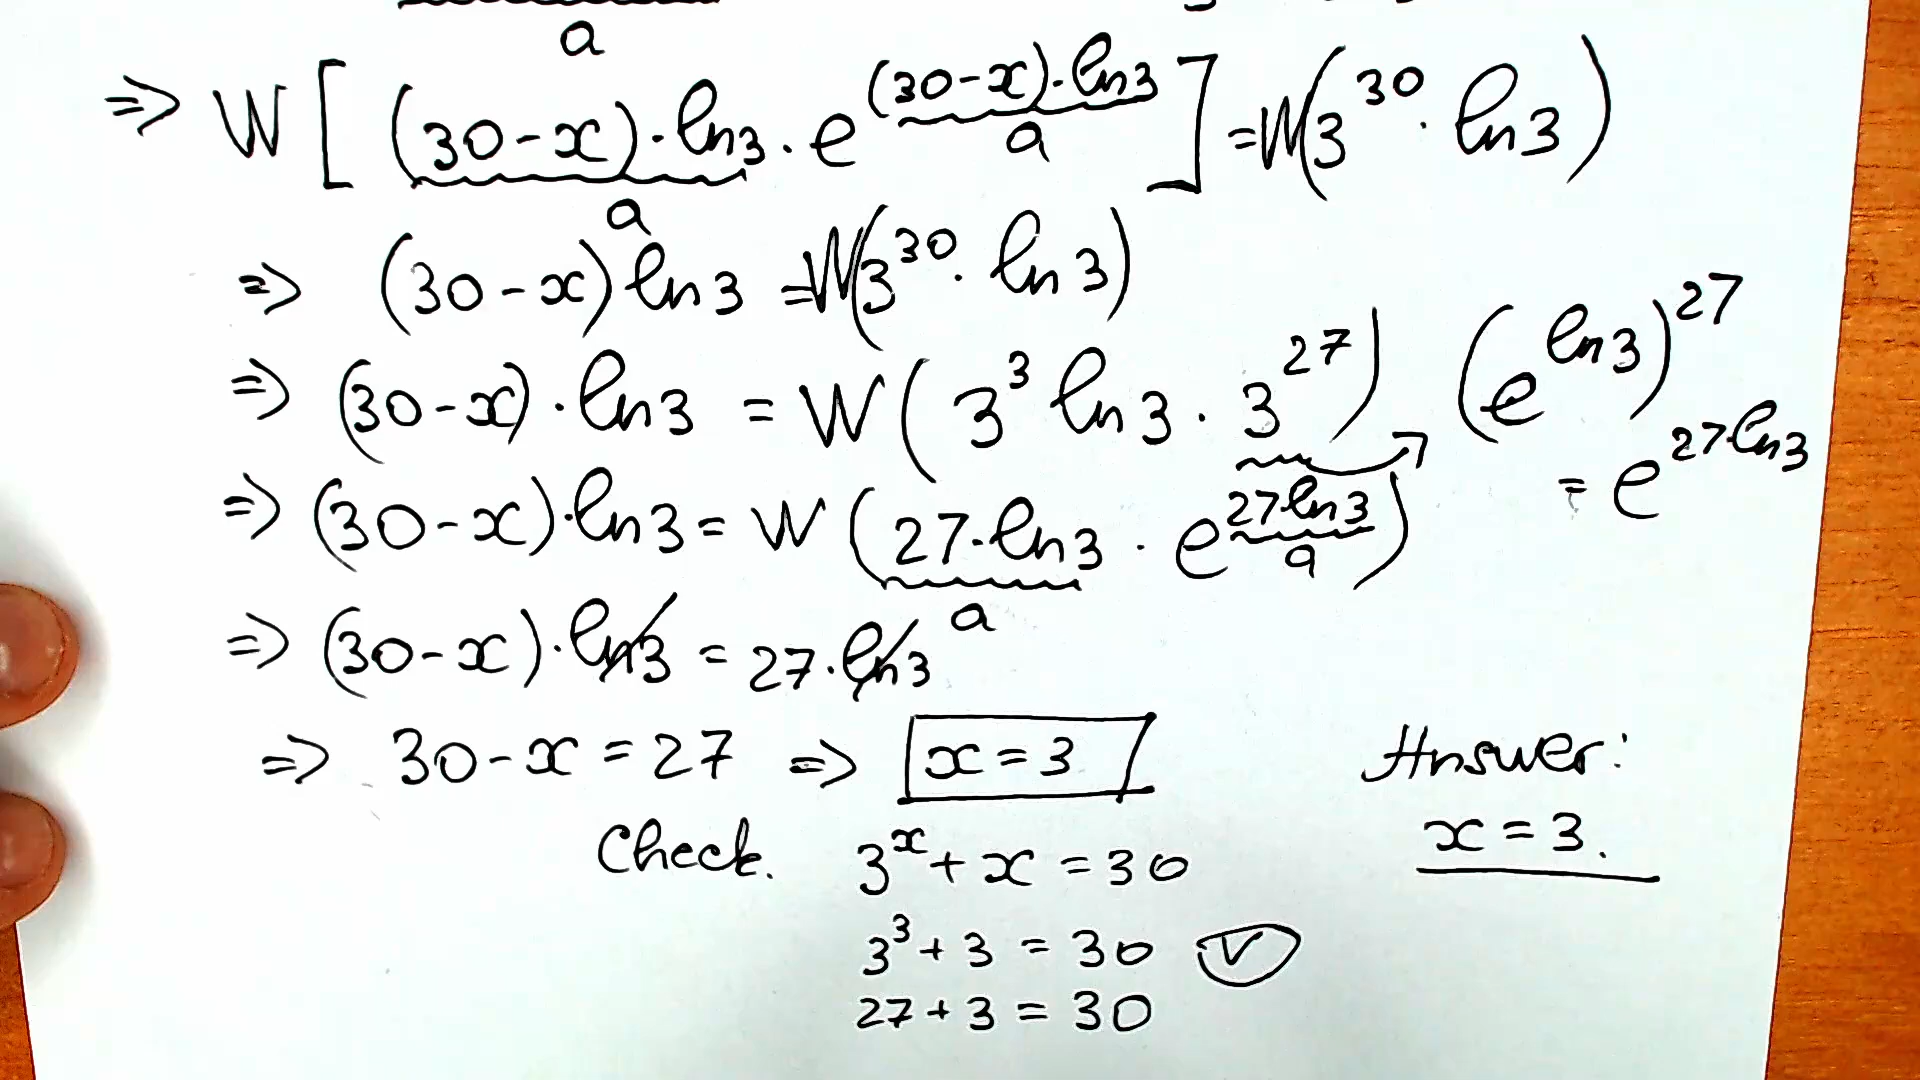 a
⇒ W[(30-x)·ln3·e^{(30-x)·ln3}] = W(3^{30}·ln3)
a
a
⇒ (30-x) ln3 = W(3^{30}·ln3)
⇒ (30-x)·ln3 = W(3^3 ln3·3^{27}) (e^{ln3})^{27}
= e^{27·ln3}
⇒ (30-x)·ln3 = W(27·ln3·e^{27ln3})
a
a
⇒ (30-x)·ln3 = 27·ln3
⇒ 30-x = 27 ⇒ x = 3
Answer:
x = 3.
Check. 3^x + x = 30
3^3 + 3 = 30 ✓
27 + 3 = 30